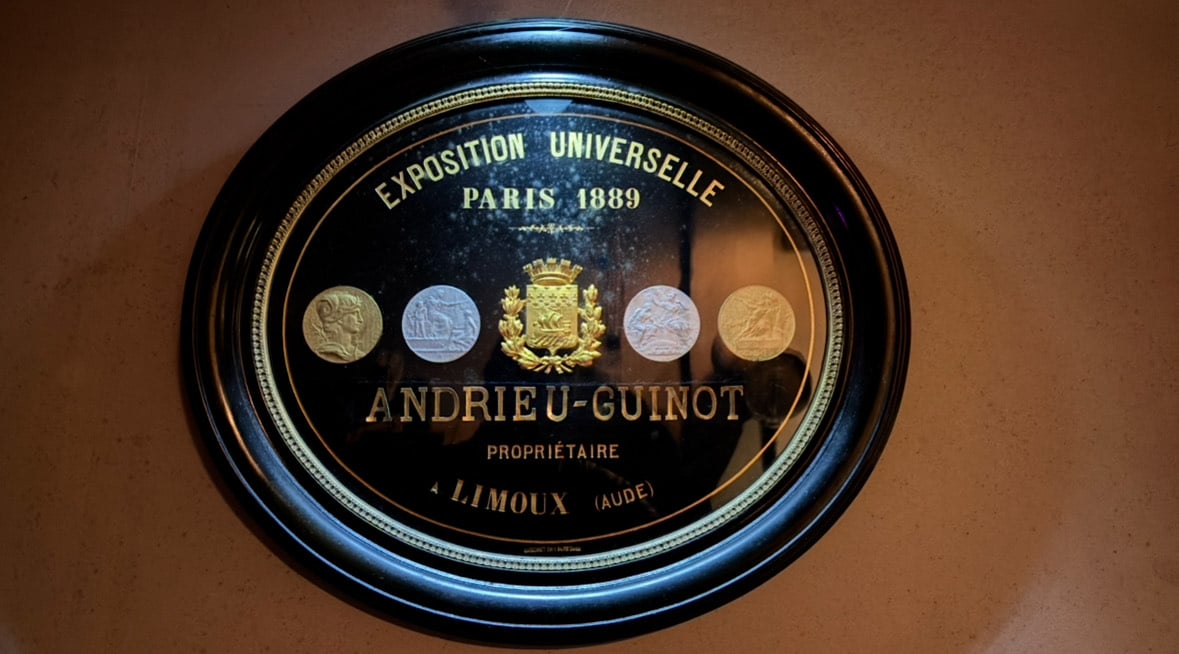 EXPOSITION UNIVERSELLE
PARIS 1889
ANDRIEU-GUINOT
PROPRIÉTAIRE
A LIMOUX (AUDE)